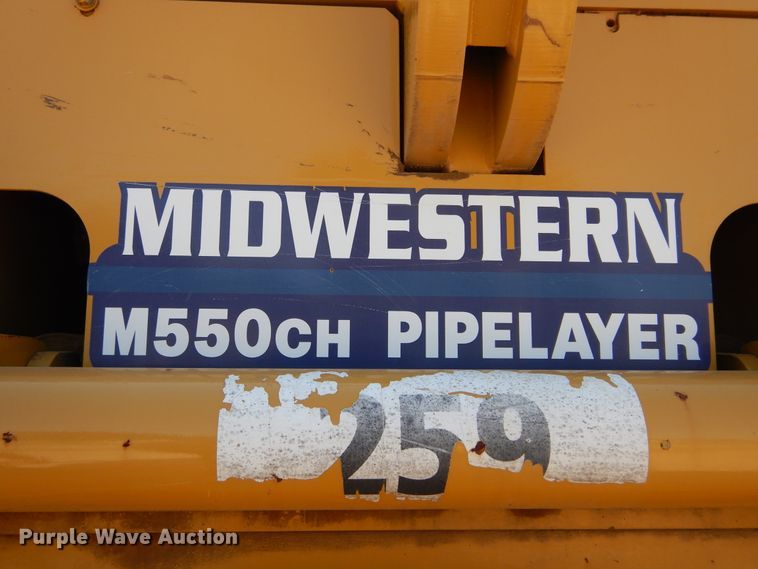 MIDWESTERN
M550CH PIPELAYER
259
Purple Wave Auction